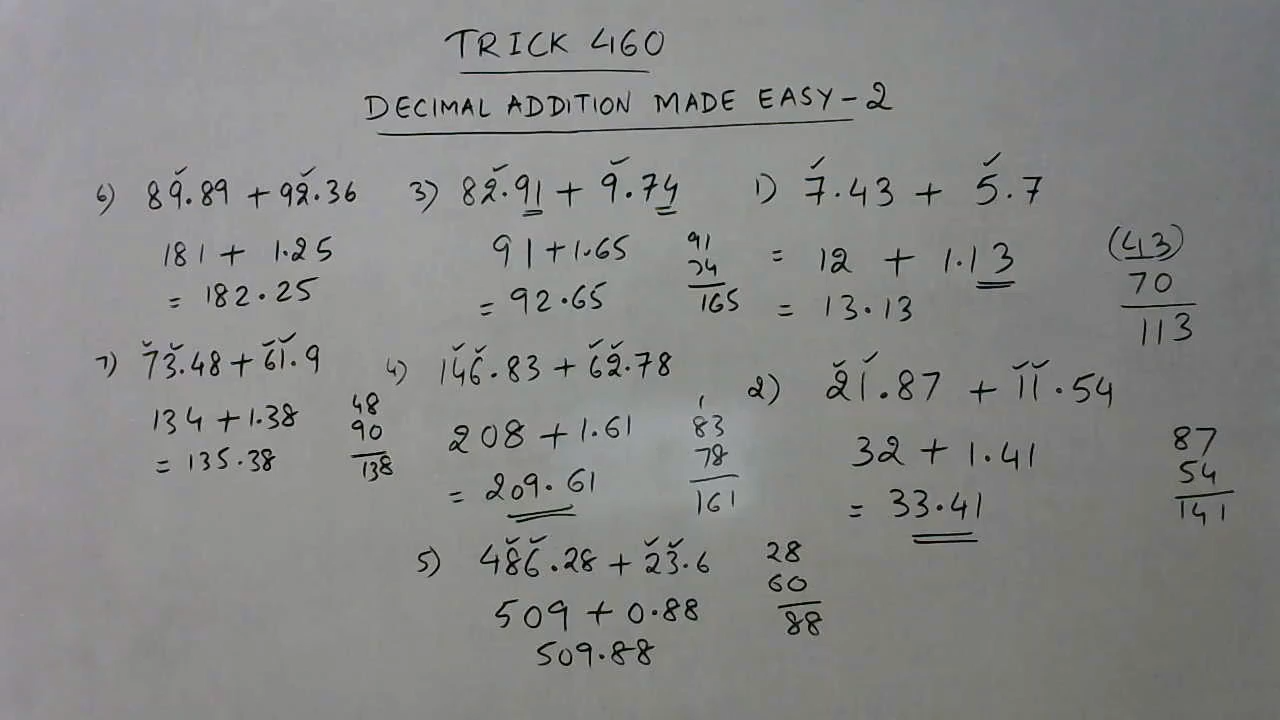 TRICK 460
DECIMAL ADDITION MADE EASY - 2
6) 89.89 + 92.36
181 + 1.25
= 182.25
3) 82.91 + 9.74
91 + 1.65
= 92.65
91
74
165
1) 7.43 + 5.7
= 12 + 1.13
= 13.13
(43)
70
113
7) 73.48 + 61.9
134 + 1.38
= 135.38
48
90
138
4) 146.83 + 62.78
208 + 1.61
= 209.61
1
83
78
161
2) 21.87 + 11.54
32 + 1.41
= 33.41
87
54
141
5) 486.28 + 23.6
509 + 0.88
509.88
28
60
88